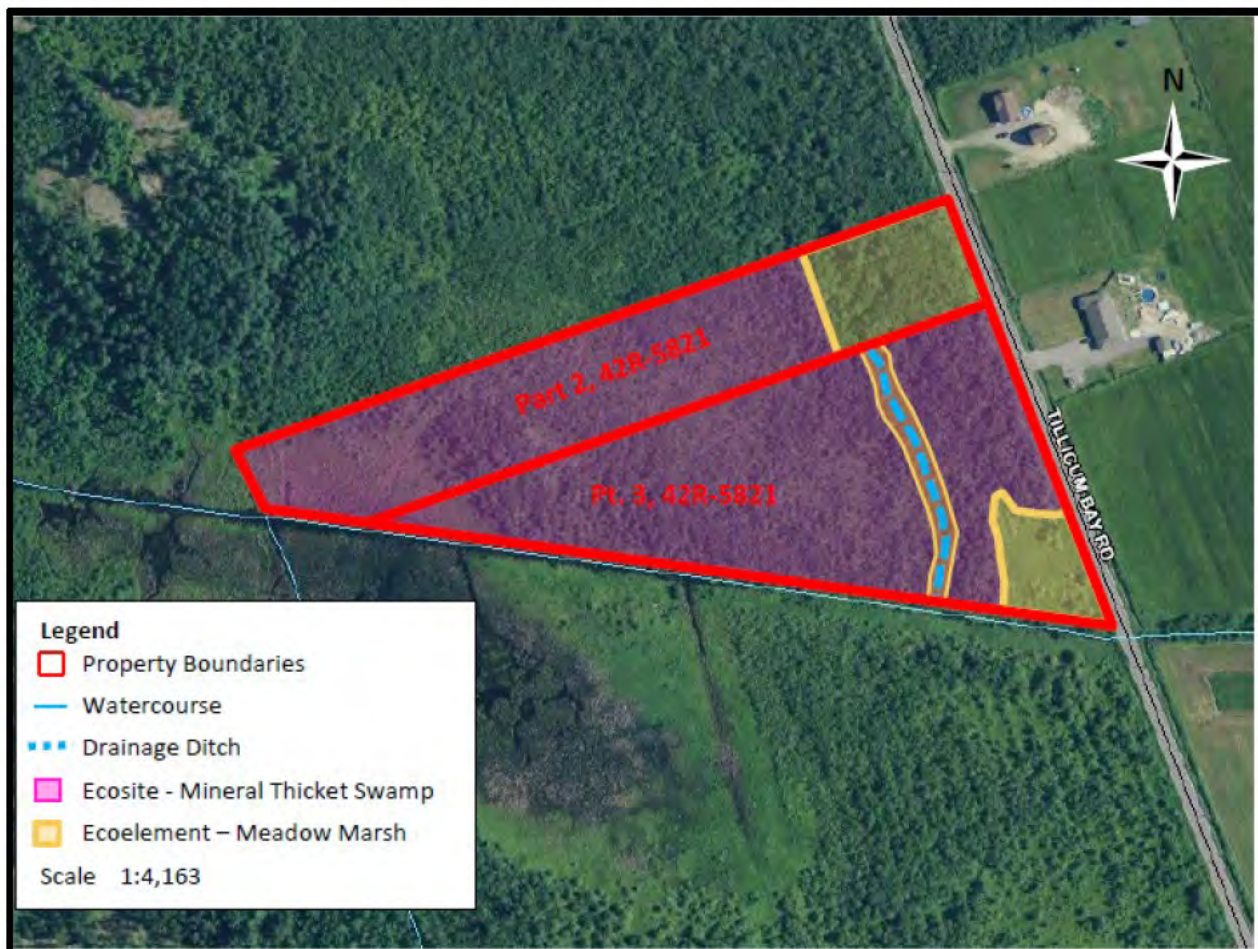 N
Part 2, 42R-5821
Pt. 3, 42R-5821
TILLICUM BAY RD
Legend
Property Boundaries
Watercourse
Drainage Ditch
Ecosite - Mineral Thicket Swamp
Ecoelement – Meadow Marsh
Scale 1:4,163